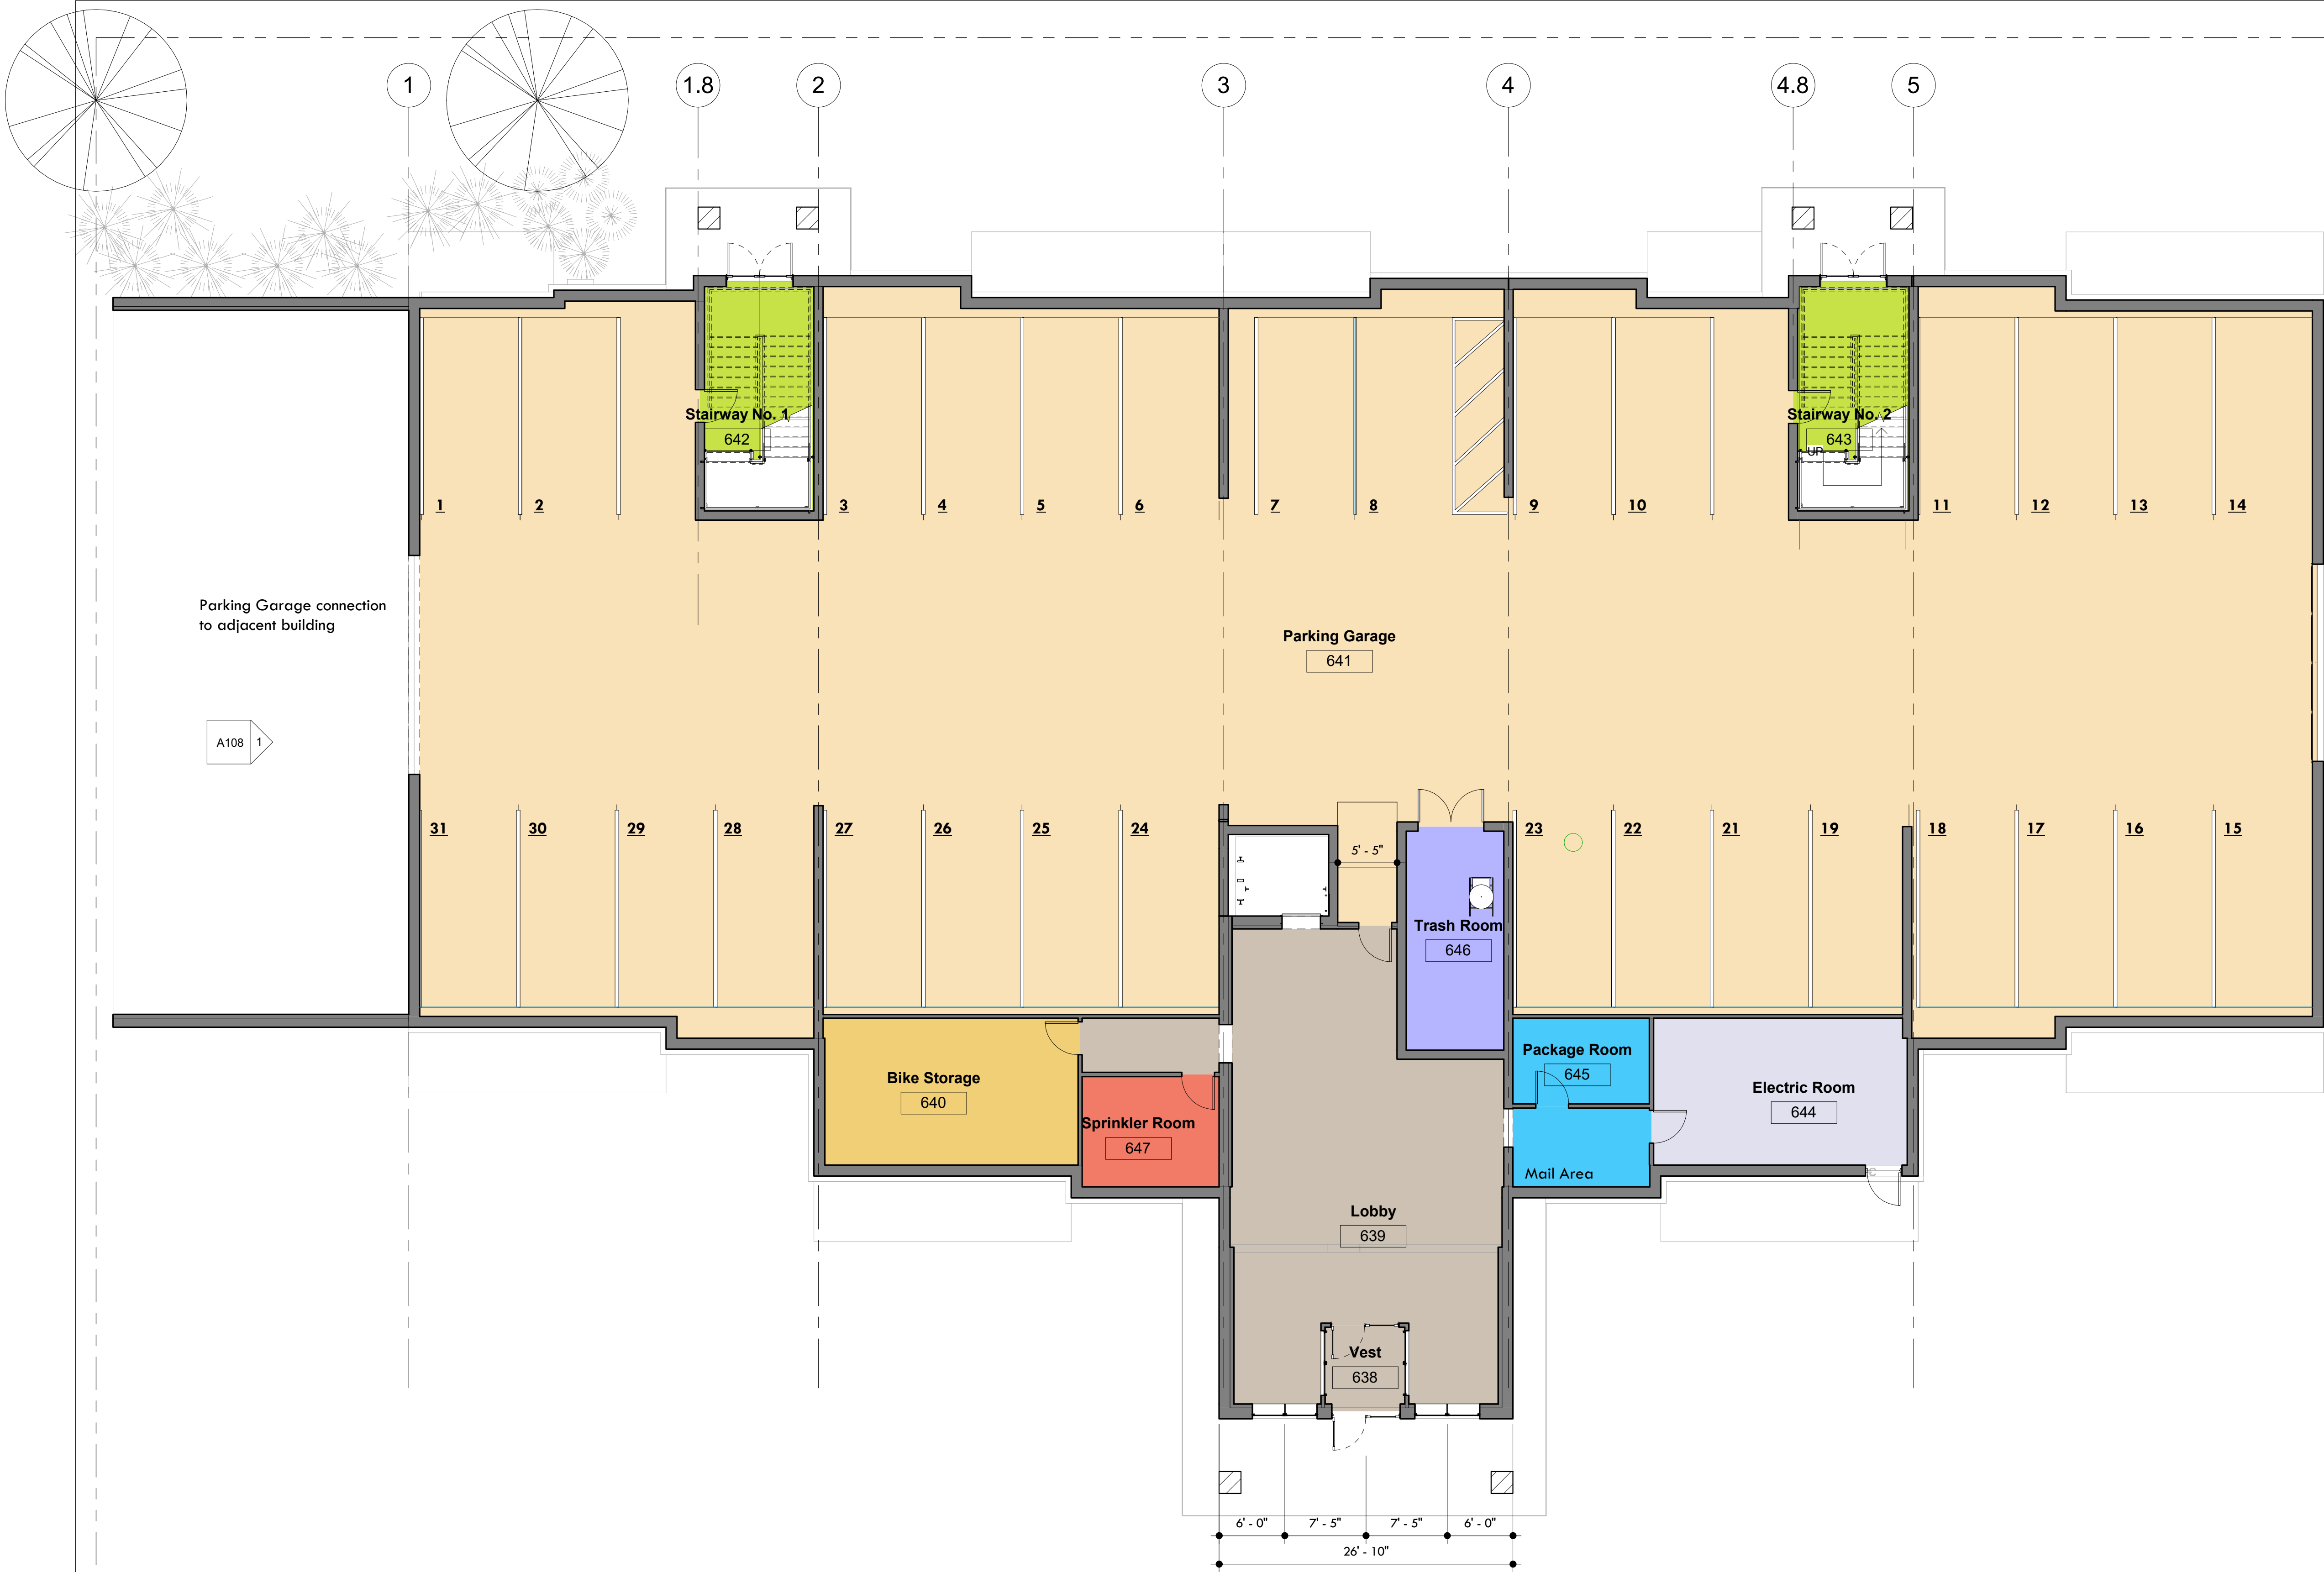 1
1.8
2
3
4
4.8
5
Stairway No. 1
642
Stairway No. 2
643
UP
1
2
3
4
5
6
7
8
9
10
11
12
13
14
Parking Garage connection
to adjacent building
Parking Garage
641
A108
1
31
30
29
28
27
26
25
24
23
22
21
19
18
17
16
15
5' - 5"
Trash Room
646
Bike Storage
640
Sprinkler Room
647
Package Room
645
Electric Room
644
Mail Area
Lobby
639
Vest
638
6' - 0"
7' - 5"
7' - 5"
6' - 0"
26' - 10"